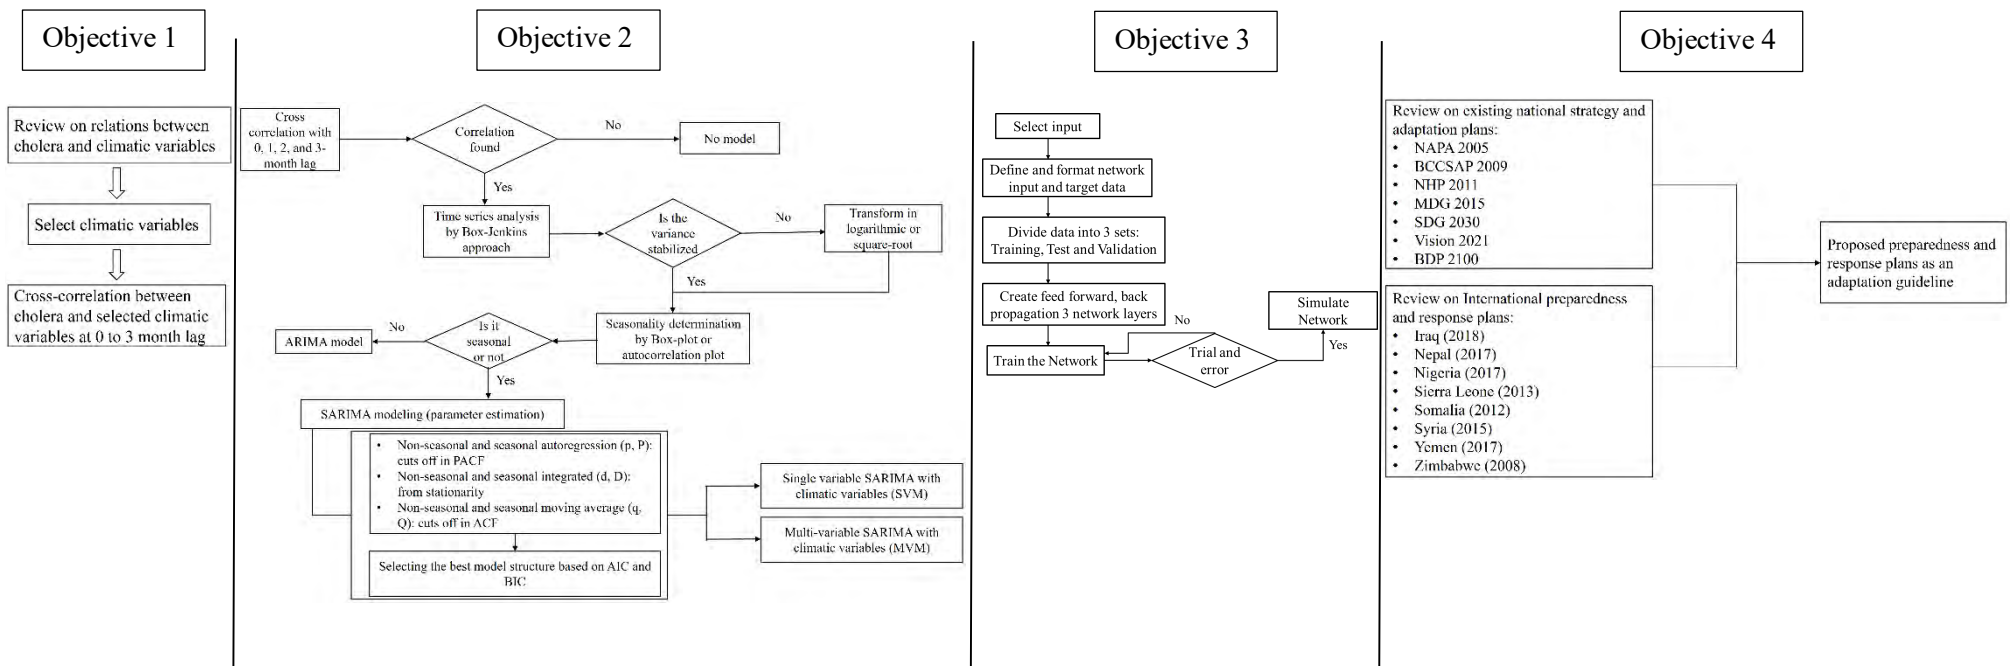 Objective 1
Review on relations between
cholera and climatic variables
Select climatic variables
Cross-correlation between
cholera and selected climatic
variables at 0 to 3 month lag
Objective 2
Cross
correlation with
0, 1, 2, and 3-
month lag
Correlation
found
No
No model
Yes
Time series analysis
by Box-Jenkins
approach
Is the
variance
stabilized
No
Transform in
logarithmic or
square-root
Yes
Seasonality determination
by Box-plot or
autocorrelation plot
Is it
seasonal
or not
No
ARIMA model
Yes
SARIMA modeling (parameter estimation)
• Non-seasonal and seasonal autoregression (p, P):
cuts off in PACF
• Non-seasonal and seasonal integrated (d, D):
from stationarity
• Non-seasonal and seasonal moving average (q,
Q): cuts off in ACF
Selecting the best model structure based on AIC and
BIC
Single variable SARIMA with
climatic variables (SVM)
Multi-variable SARIMA with
climatic variables (MVM)
Objective 3
Select input
Define and format network
input and target data
Divide data into 3 sets:
Training, Test and Validation
Create feed forward, back
propagation 3 network layers
Train the Network
No
Trial and
error
Yes
Simulate
Network
Objective 4
Review on existing national strategy and
adaptation plans:
• NAPA 2005
• BCCSAP 2009
• NHP 2011
• MDG 2015
• SDG 2030
• Vision 2021
• BDP 2100
Review on International preparedness
and response plans:
• Iraq (2018)
• Nepal (2017)
• Nigeria (2017)
• Sierra Leone (2013)
• Somalia (2012)
• Syria (2015)
• Yemen (2017)
• Zimbabwe (2008)
Proposed preparedness and
response plans as an
adaptation guideline